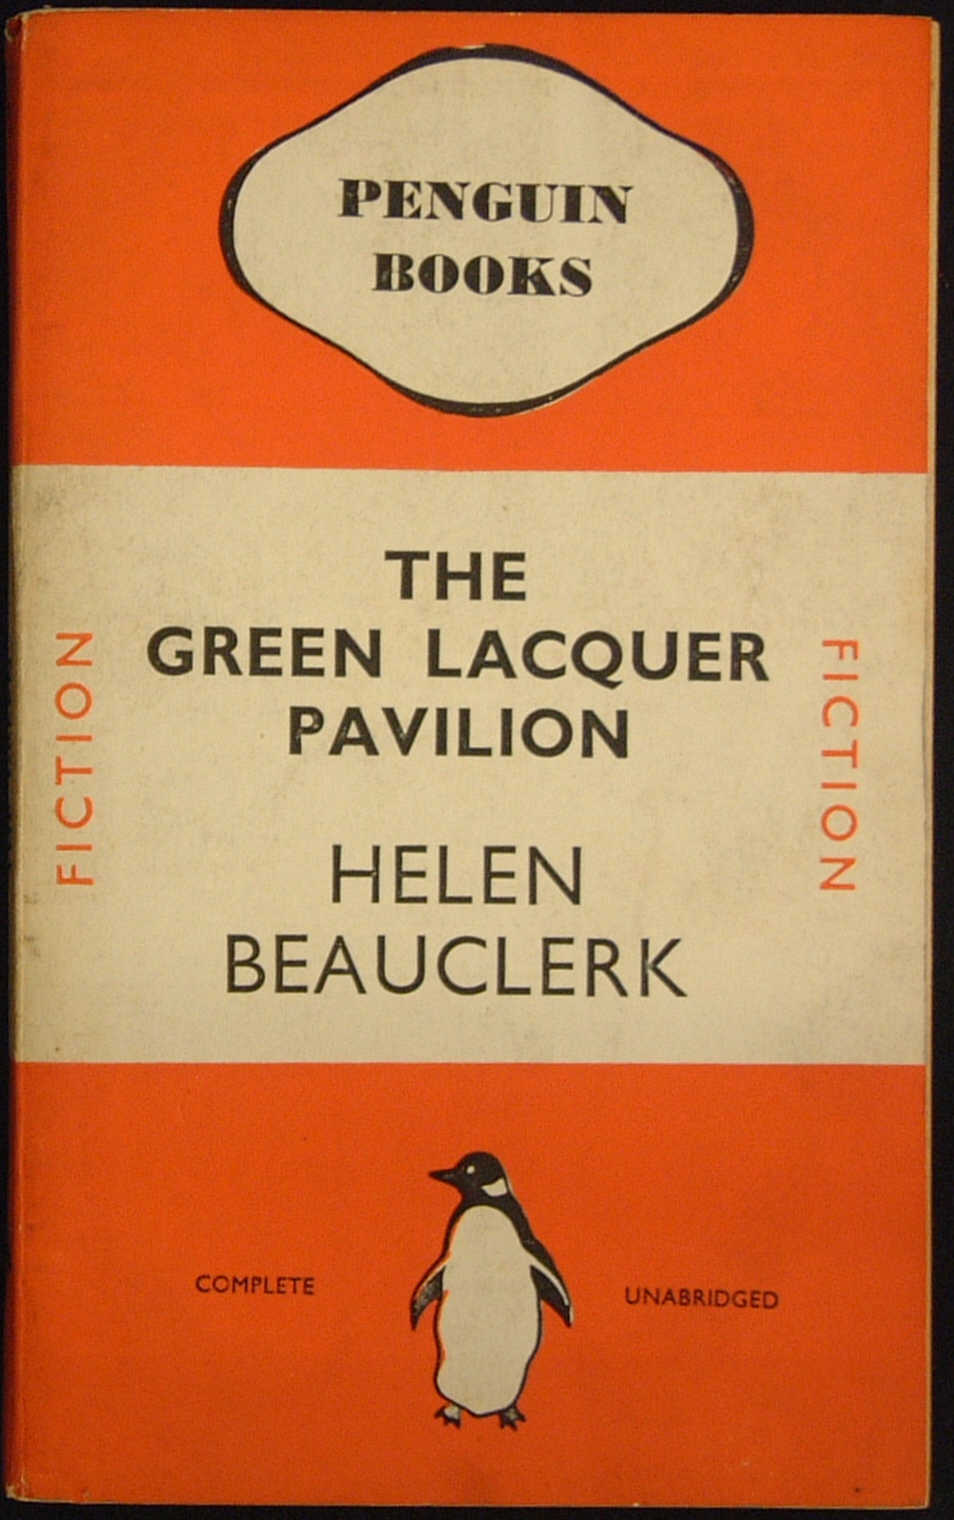 PENGUIN
BOOKS
THE
GREEN LACQUER
PAVILION
HELEN
BEAUCLERK
FICTION
FICTION
COMPLETE
UNABRIDGED